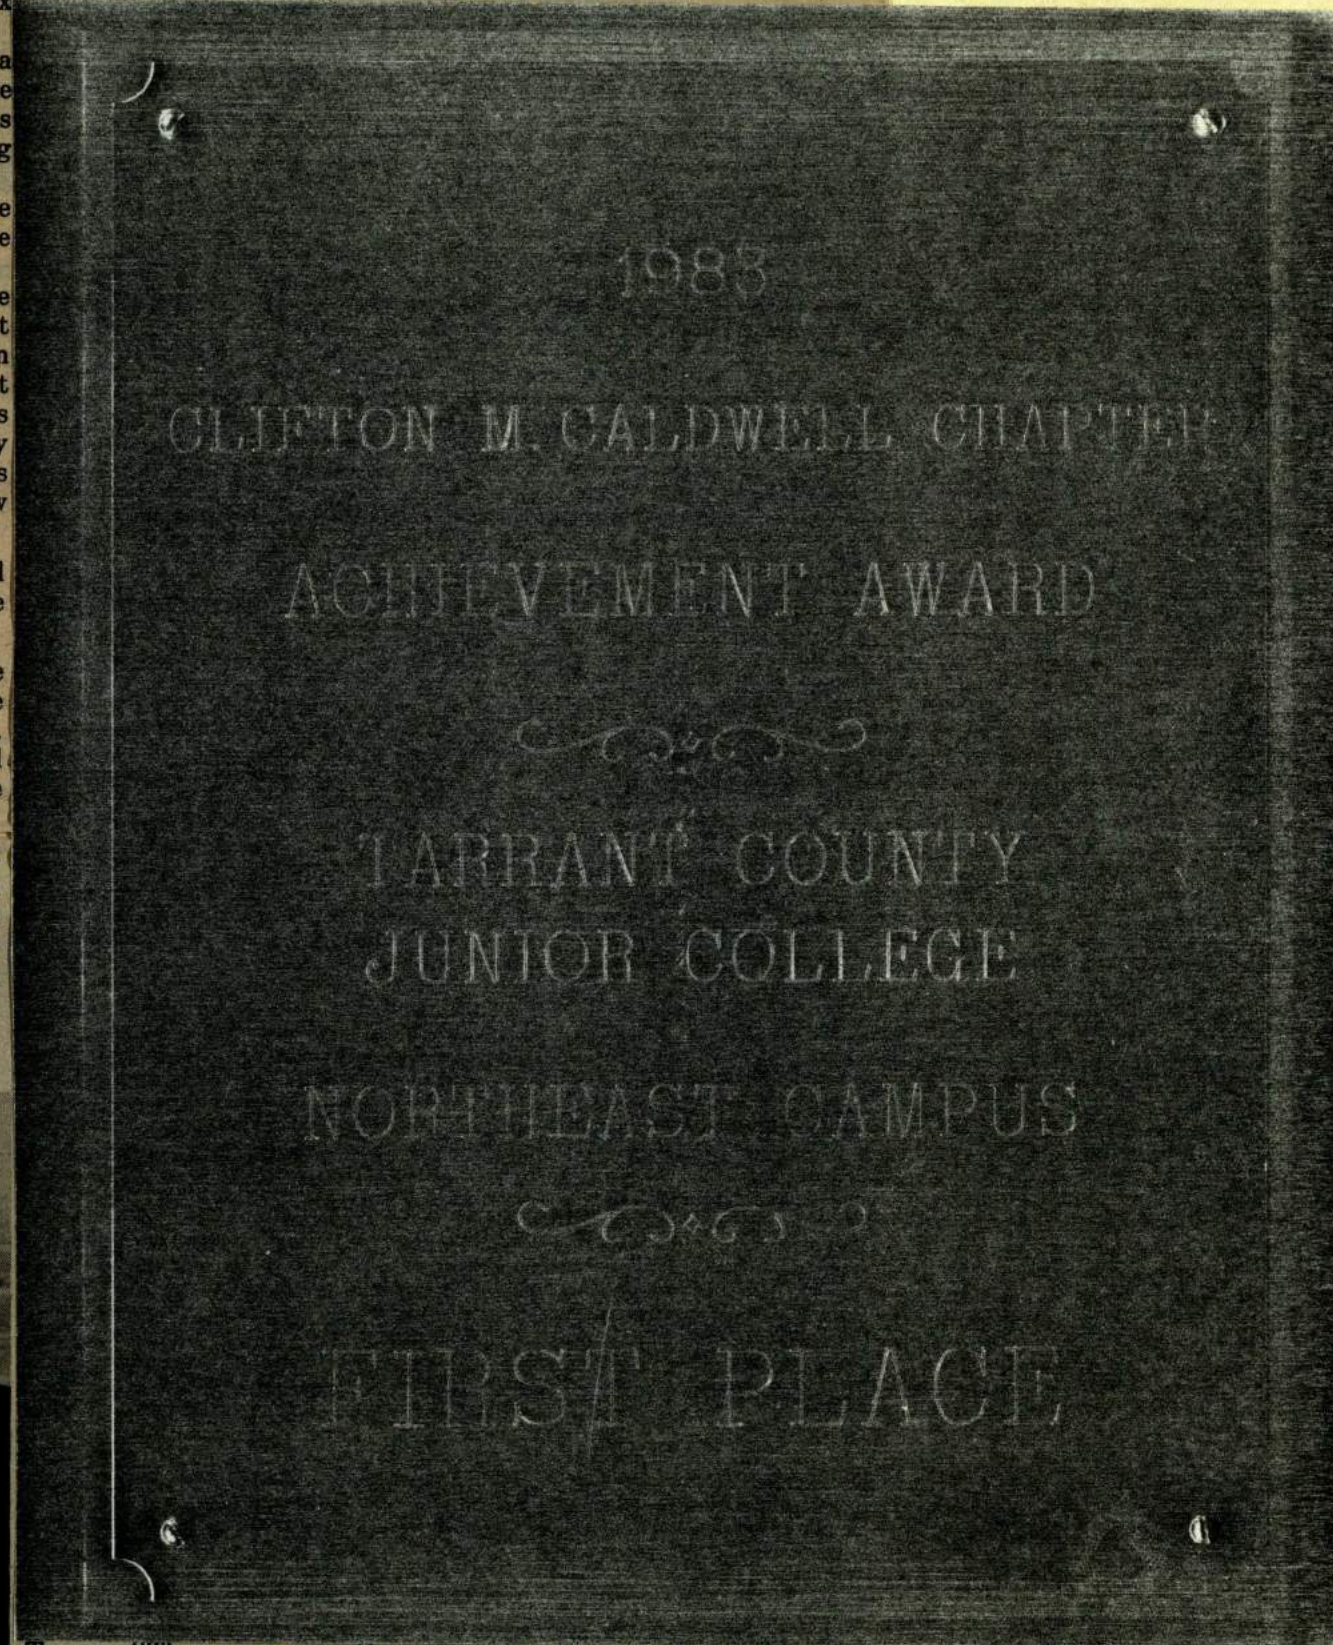 1983
CLIFTON M. CALDWELL CHAPTER
ACHIEVEMENT AWARD
TARRANT COUNTY
JUNIOR COLLEGE
NORTHEAST CAMPUS
FIRST PLACE